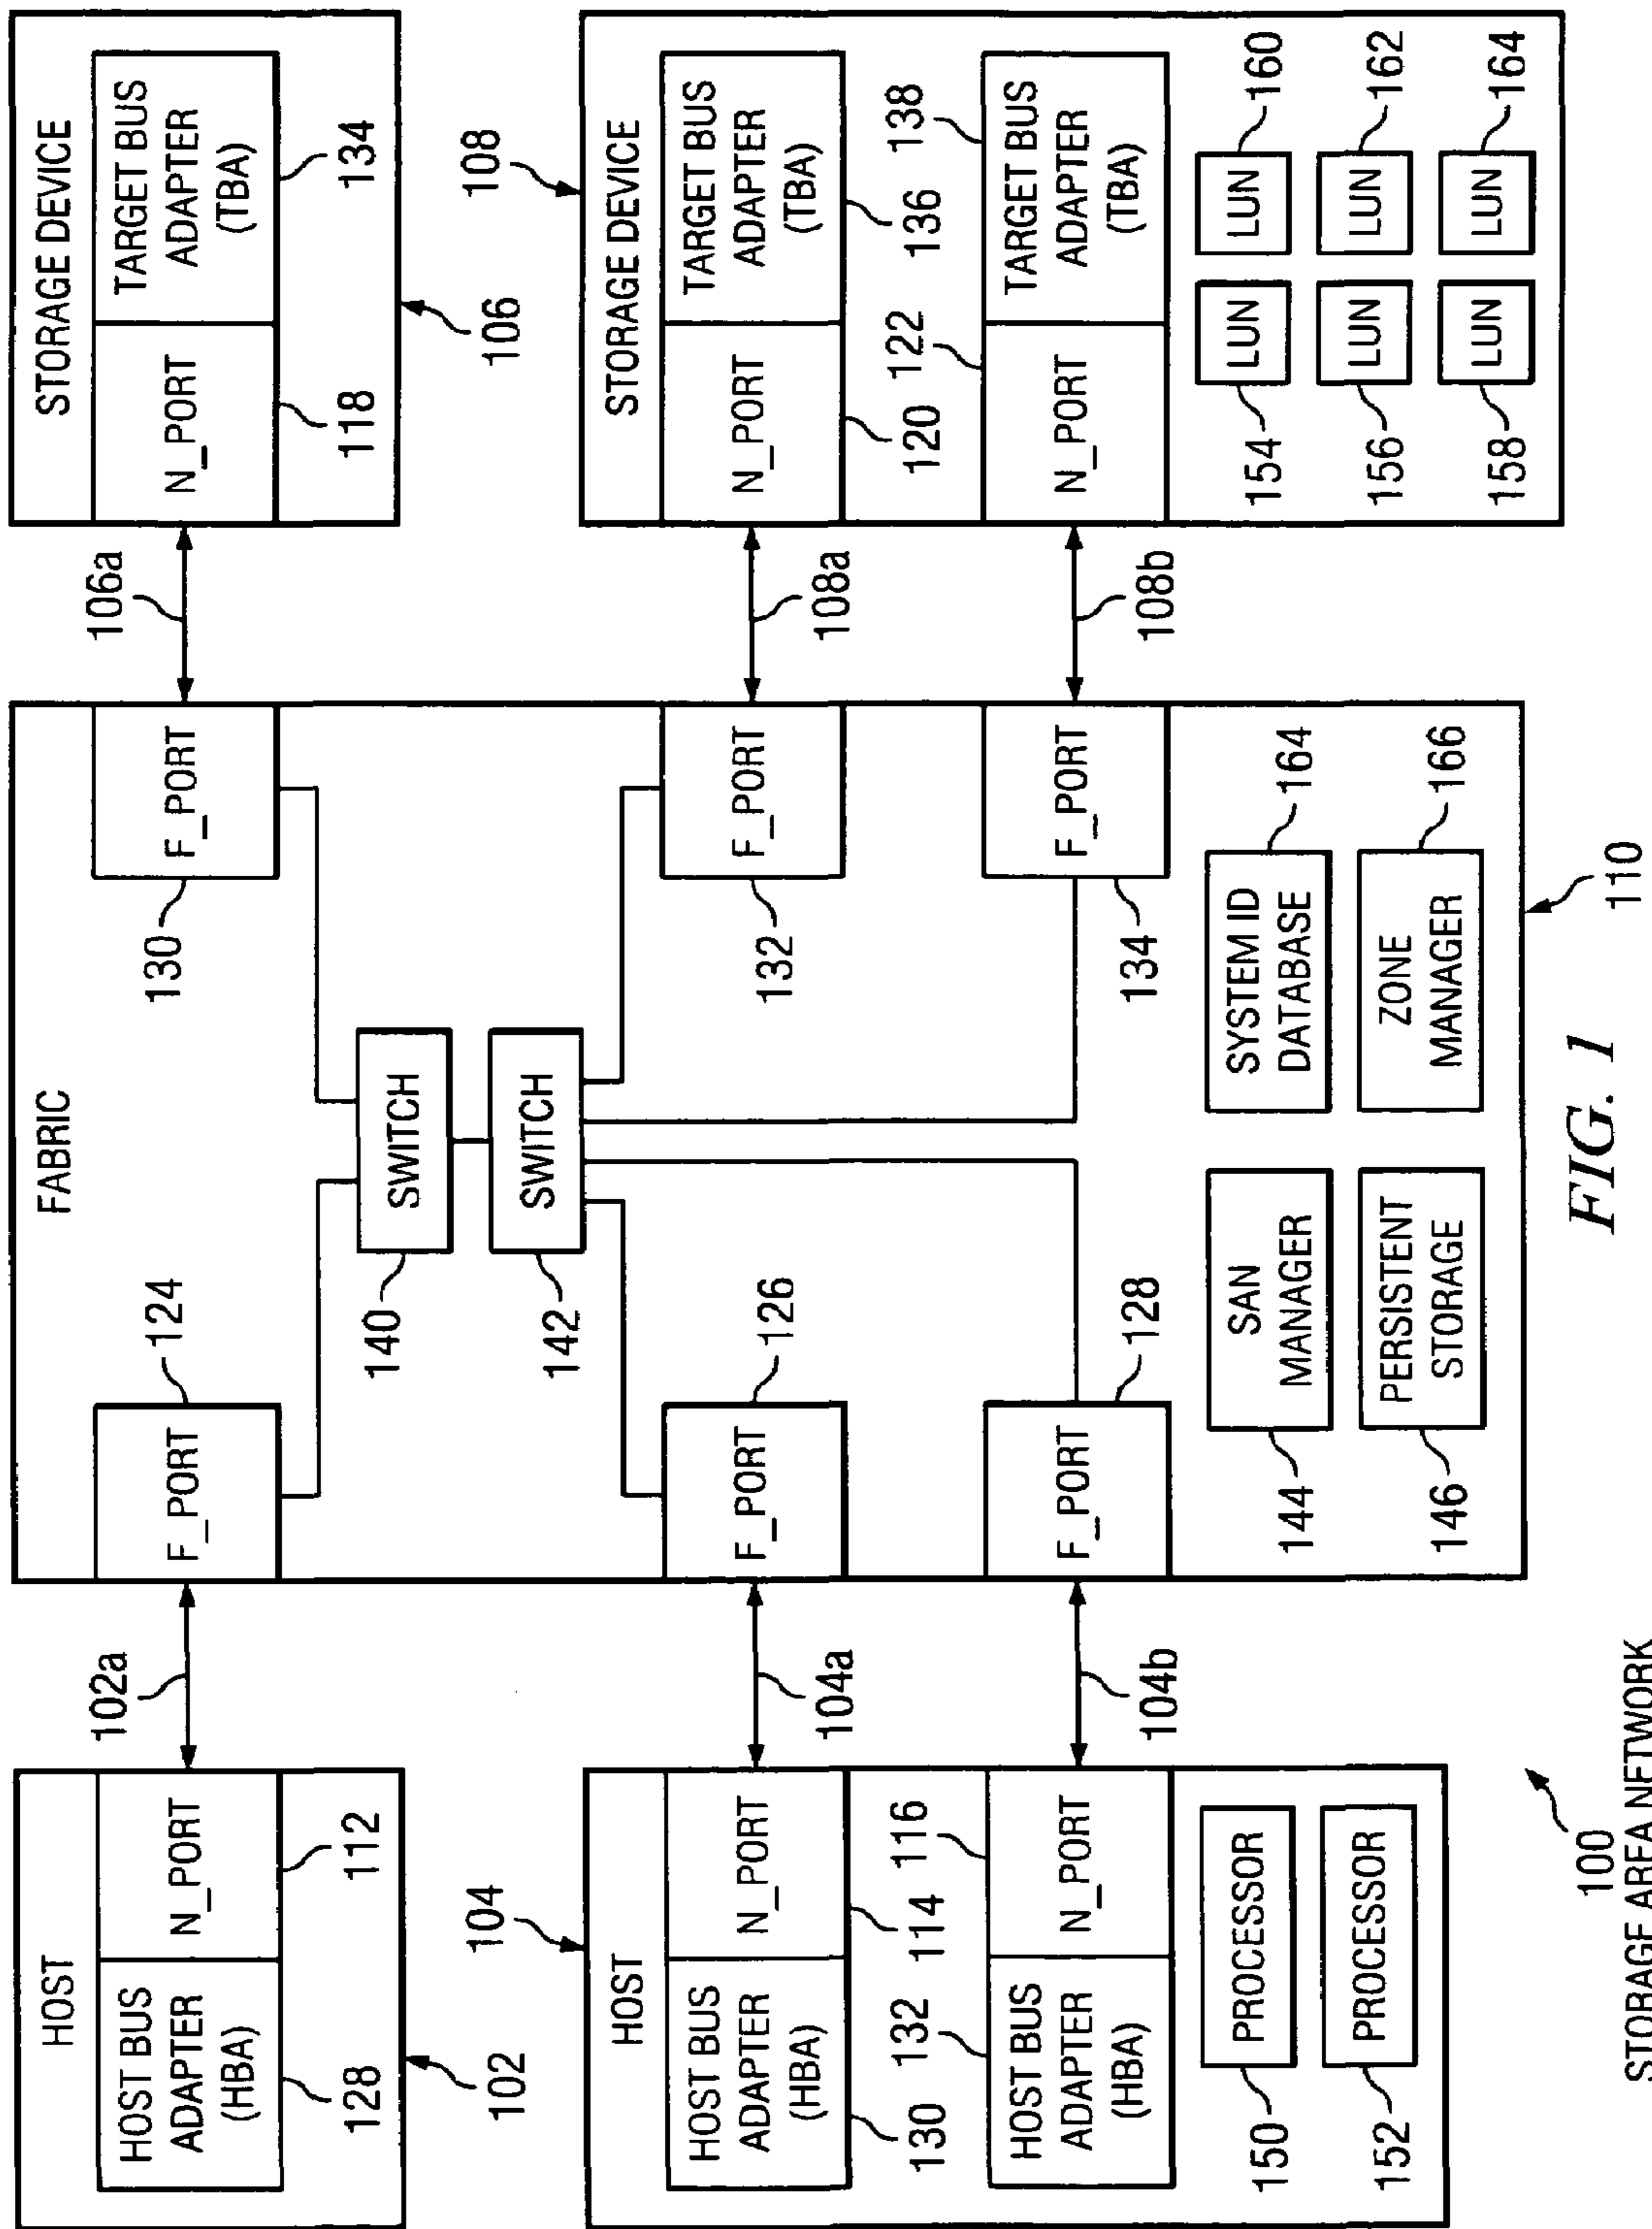 HOST
HOST BUS
ADAPTER
(HBA)
N_PORT
128
112
102
102a
104
HOST
HOST BUS
ADAPTER
(HBA)
N_PORT
130
114
132
116
HOST BUS
ADAPTER
(HBA)
N_PORT
104a
104b
PROCESSOR
150
PROCESSOR
152
100
STORAGE AREA NETWORK
FABRIC
F_PORT
124
F_PORT
130
SWITCH
140
SWITCH
142
F_PORT
126
F_PORT
132
F_PORT
128
F_PORT
134
SAN
MANAGER
144
SYSTEM ID
DATABASE
164
PERSISTENT
STORAGE
146
ZONE
MANAGER
166
110
106a
108a
108b
STORAGE DEVICE
N_PORT
TARGET BUS
ADAPTER
(TBA)
118
134
106
108
STORAGE DEVICE
N_PORT
TARGET BUS
ADAPTER
(TBA)
120
136
122
138
N_PORT
TARGET BUS
ADAPTER
(TBA)
154
LUN
LUN
160
156
LUN
LUN
162
158
LUN
LUN
164
FIG. 1